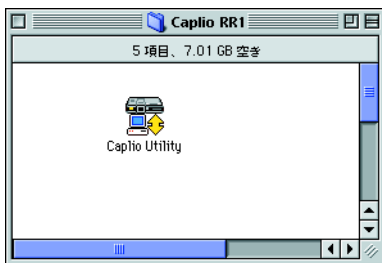 Caplio RR1
5 項目、7.01 GB 空き
Caplio Utility